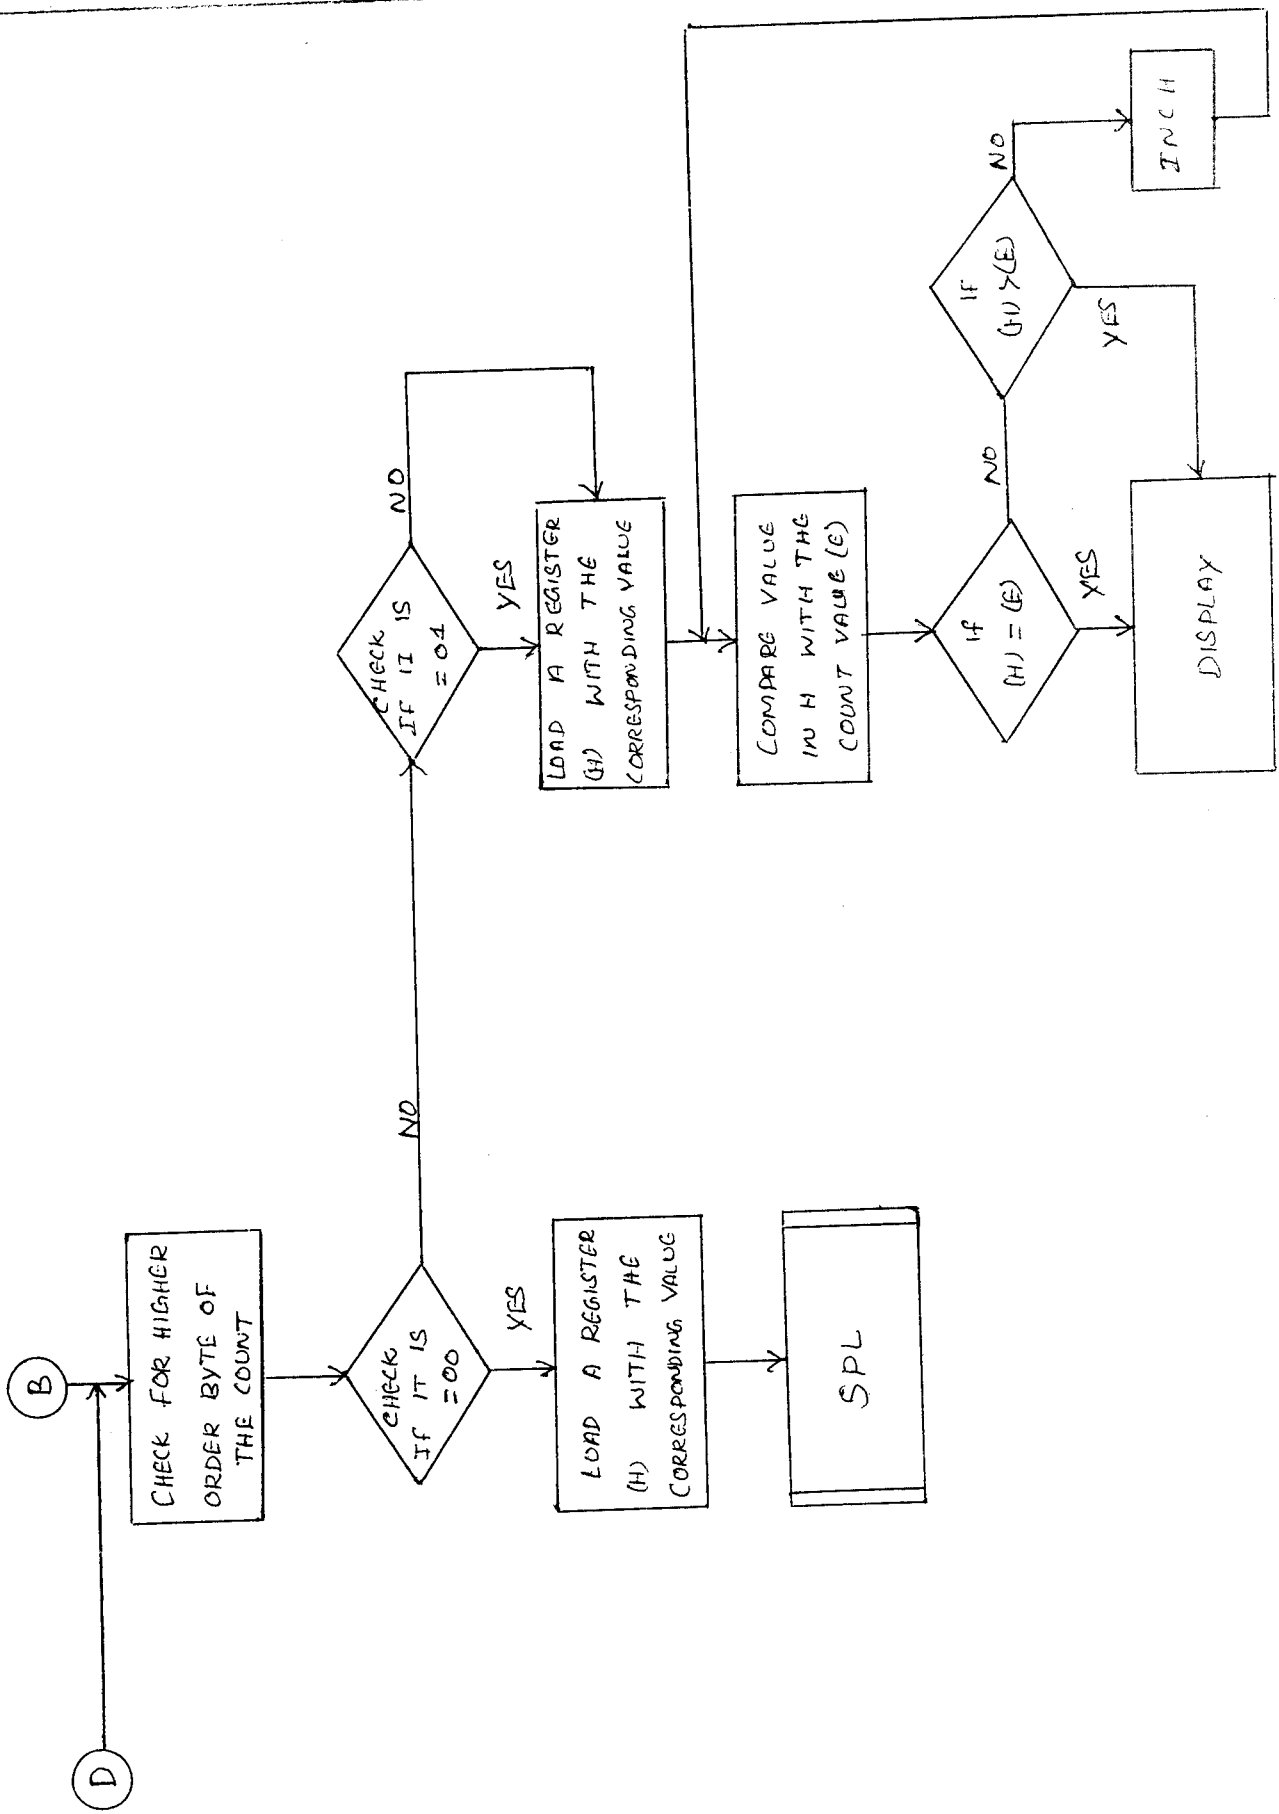 B
D
CHECK FOR HIGHER
ORDER BYTE OF
THE COUNT
CHECK
IF IT IS
=00
NO
YES
LOAD A REGISTER
(H) WITH THE
CORRESPONDING VALUE
SPL
CHECK
IF IT IS
=01
NO
YES
LOAD A REGISTER
(H) WITH THE
CORRESPONDING VALUE
COMPARE VALUE
IN H WITH THE
COUNT VALUE (E)
if
(H) = (E)
NO
YES
IF
(H) >(E)
NO
YES
INC H
DISPLAY